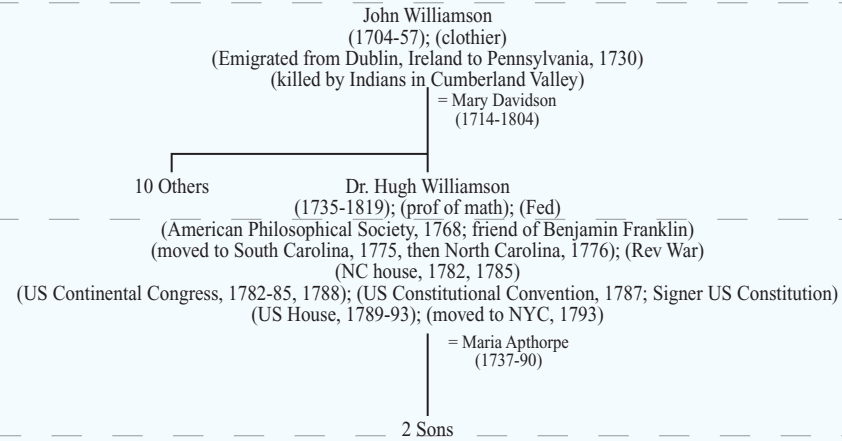 John Williamson
(1704-57); (clothier)
(Emigrated from Dublin, Ireland to Pennsylvania, 1730)
(killed by Indians in Cumberland Valley)
= Mary Davidson
(1714-1804)
10 Others
Dr. Hugh Williamson
(1735-1819); (prof of math); (Fed)
(American Philosophical Society, 1768; friend of Benjamin Franklin)
(moved to South Carolina, 1775, then North Carolina, 1776); (Rev War)
(NC house, 1782, 1785)
(US Continental Congress, 1782-85, 1788); (US Constitutional Convention, 1787; Signer US Constitution)
(US House, 1789-93); (moved to NYC, 1793)
= Maria Apthorpe
(1737-90)
2 Sons